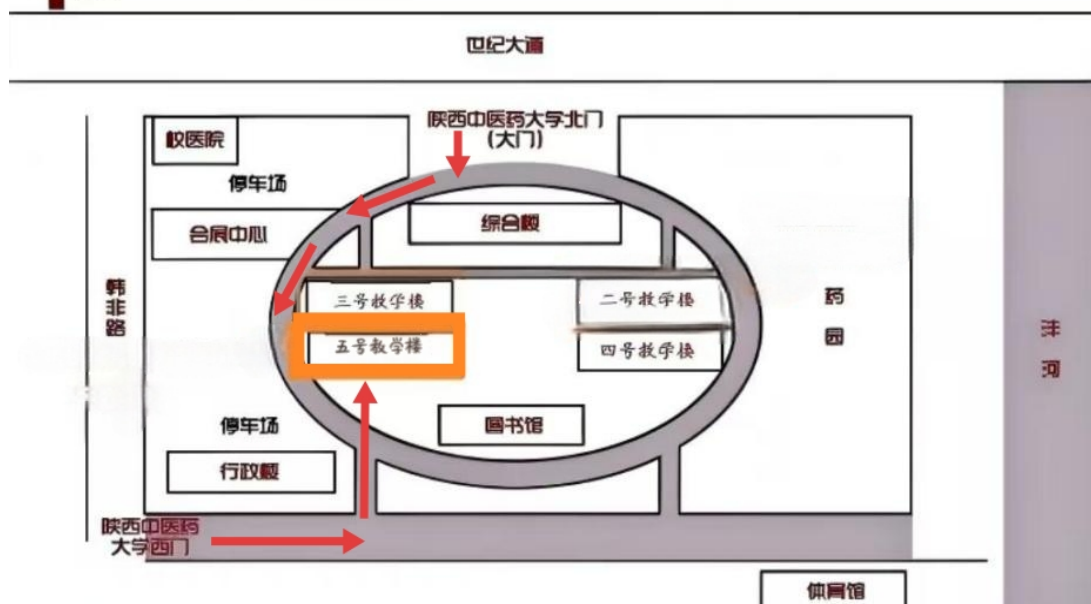 世纪大道
陕西中医药大学北门
(大门)
校医院
停车场
会展中心
综合楼
三号教学楼
二号教学楼
五号教学楼
四号教学楼
韩
非
路
药
园
沣
河
停车场
图书馆
行政楼
陕西中医药
大学西门
体育馆